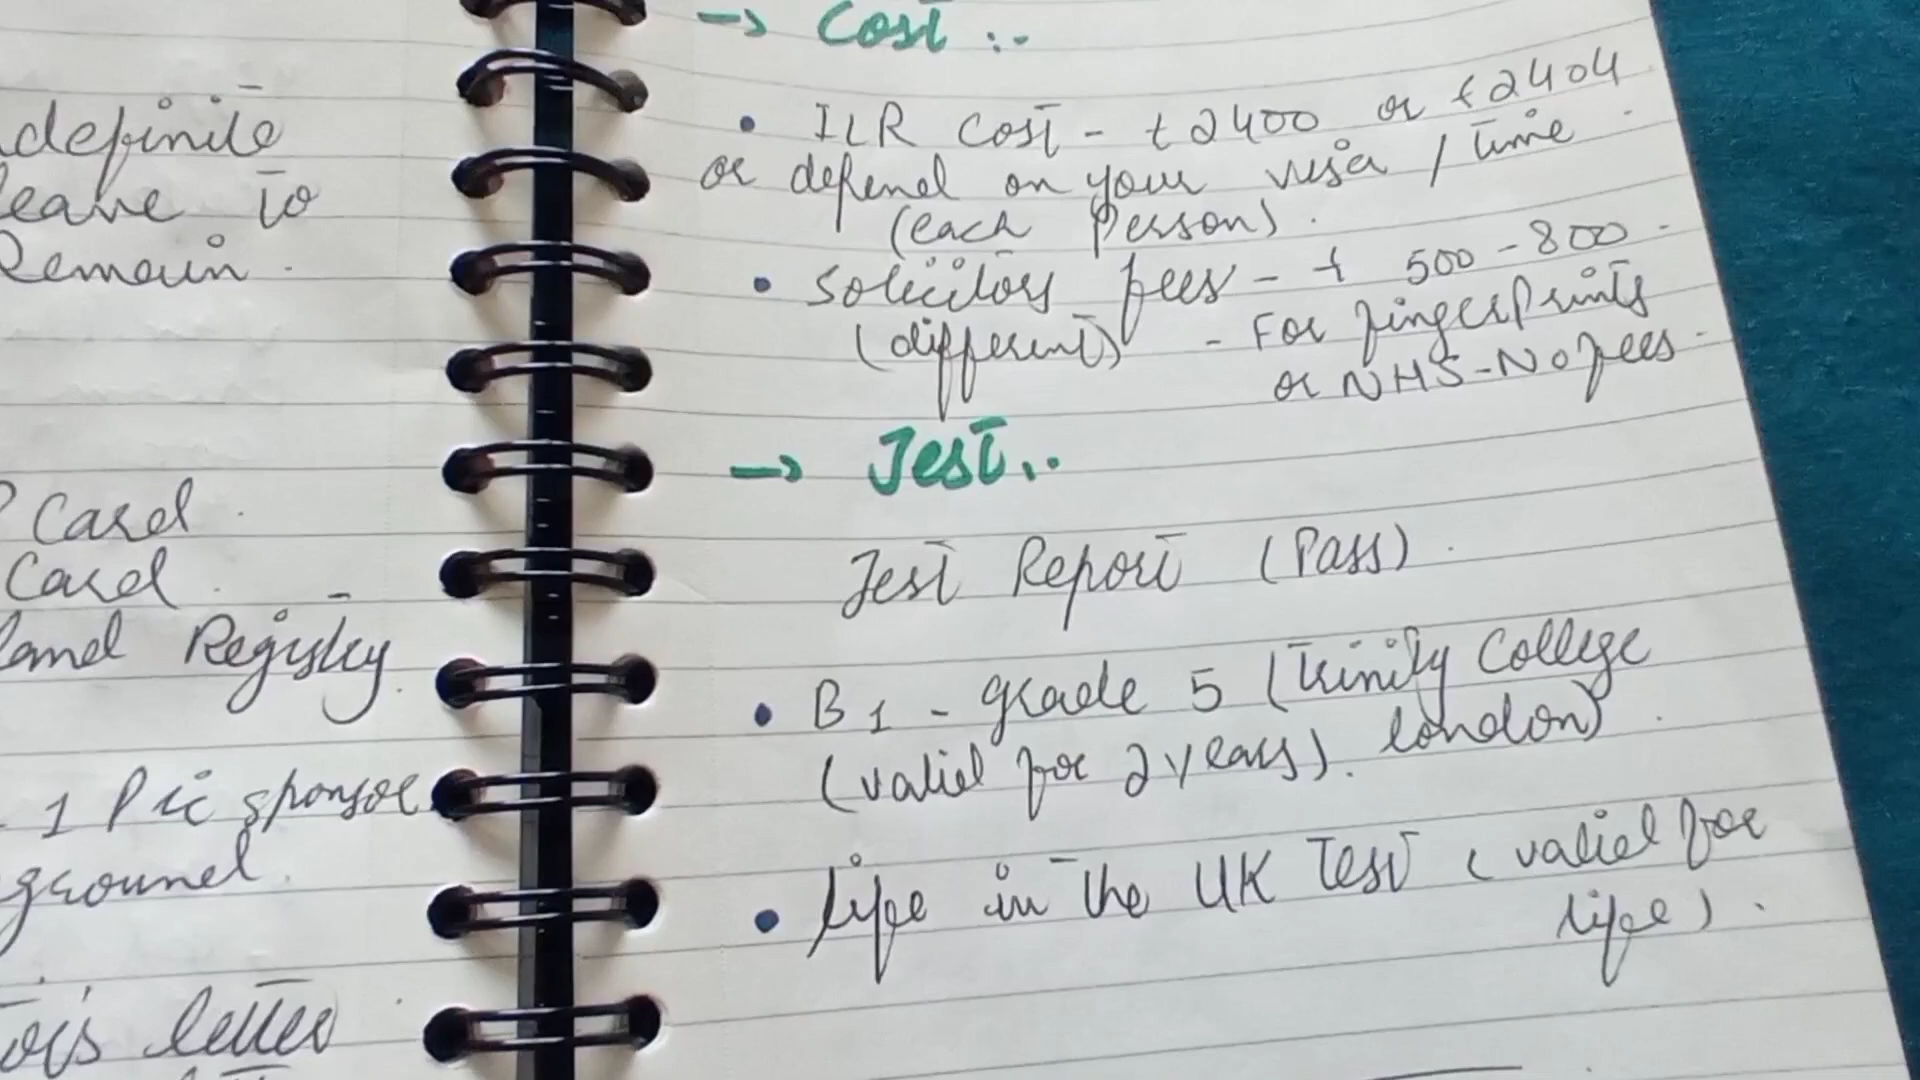 definite
leave to
Remain.
Card.
Card.
Land Registry.
1 Pic sponsor
ground.
letter
→ Cost :-
• ILR Cost - £2400 or £2404
or depend on your visa / time.
(each person).
• Solicitors fees - £ 500 - 800.
(different) - For fingerprints
or NHS - No fees.
→ Test :-
Test Report (Pass).
• B1 - grade 5 (Trinity College
(valid for 2 years). London).
• life in the UK Test (valid for
life).